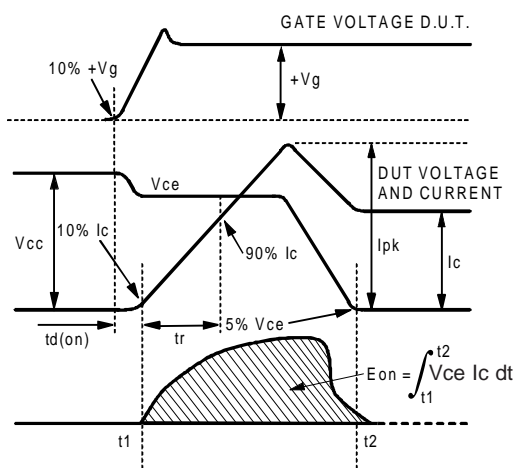 GATE VOLTAGE D.U.T.
10% +Vg
+Vg
Vce
DUT VOLTAGE
AND CURRENT
Vcc
10% Ic
90% Ic
Ipk
Ic
td(on)
tr
5% Vce
t2
Eon = ∫ Vce Ic dt
t1
t1
t2